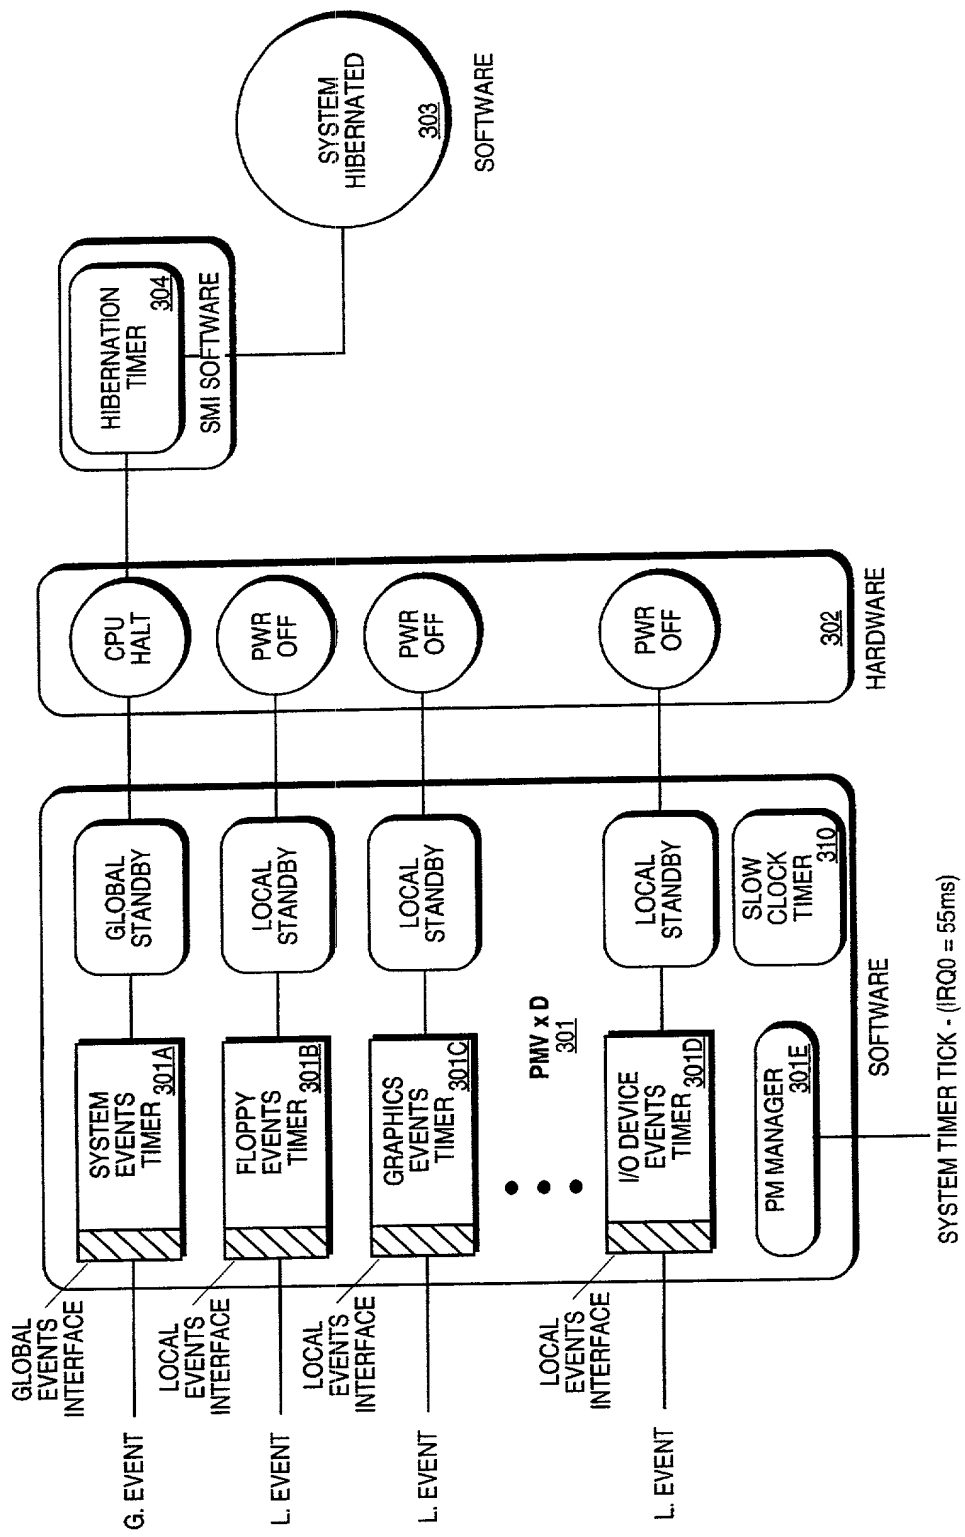 G. EVENT
GLOBAL
EVENTS
INTERFACE
SYSTEM
EVENTS
TIMER
301A
GLOBAL
STANDBY
CPU
HALT
HIBERNATION
TIMER
304
SMI SOFTWARE
SYSTEM
HIBERNATED
303
SOFTWARE
L. EVENT
LOCAL
EVENTS
INTERFACE
FLOPPY
EVENTS
TIMER
301B
LOCAL
STANDBY
PWR
OFF
L. EVENT
LOCAL
EVENTS
INTERFACE
GRAPHICS
EVENTS
TIMER
301C
LOCAL
STANDBY
PWR
OFF
PMV x D
301
L. EVENT
LOCAL
EVENTS
INTERFACE
I/O DEVICE
EVENTS
TIMER
301D
LOCAL
STANDBY
PWR
OFF
PM MANAGER
301E
SLOW
CLOCK
TIMER
310
302
SOFTWARE
HARDWARE
SYSTEM TIMER TICK - (IRQ0 = 55ms)